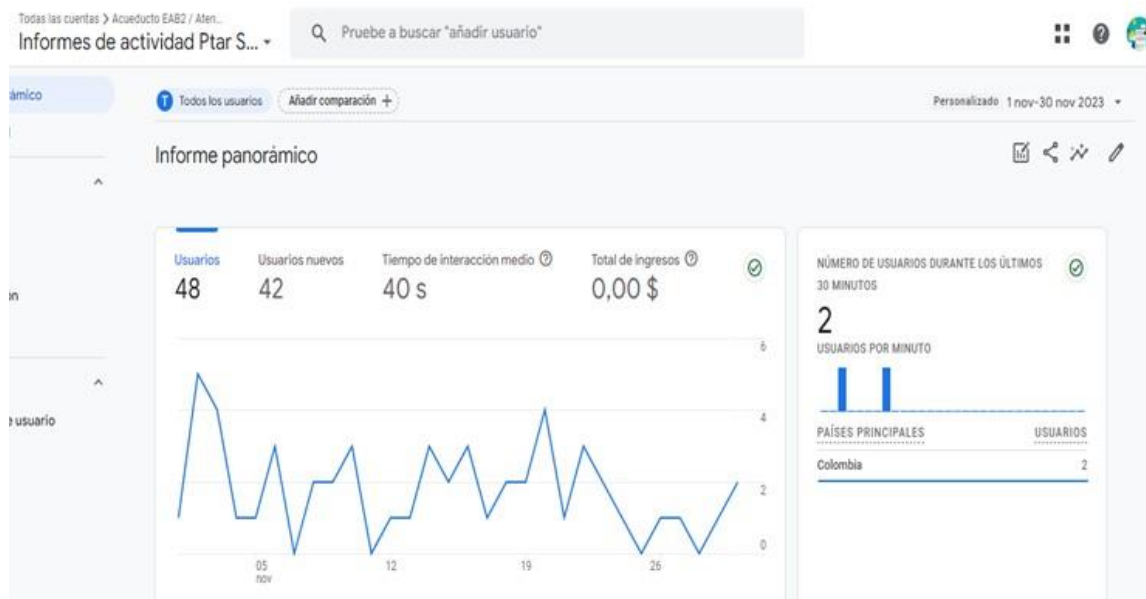 Todas las cuentas > Acueducto EAB2 / Aten...
Informes de actividad Ptar S...
Pruebe a buscar "añadir usuario"
ámico
T Todos los usuarios
Añadir comparación +
Personalizado 1 nov-30 nov 2023
Informe panorámico
Usuarios
48
Usuarios nuevos
42
Tiempo de interacción medio
40 s
Total de ingresos
0,00 $
6
4
2
0
05
nov
12
19
26
ón
e usuario
NÚMERO DE USUARIOS DURANTE LOS ÚLTIMOS
30 MINUTOS
2
USUARIOS POR MINUTO
PAÍSES PRINCIPALES USUARIOS
Colombia 2